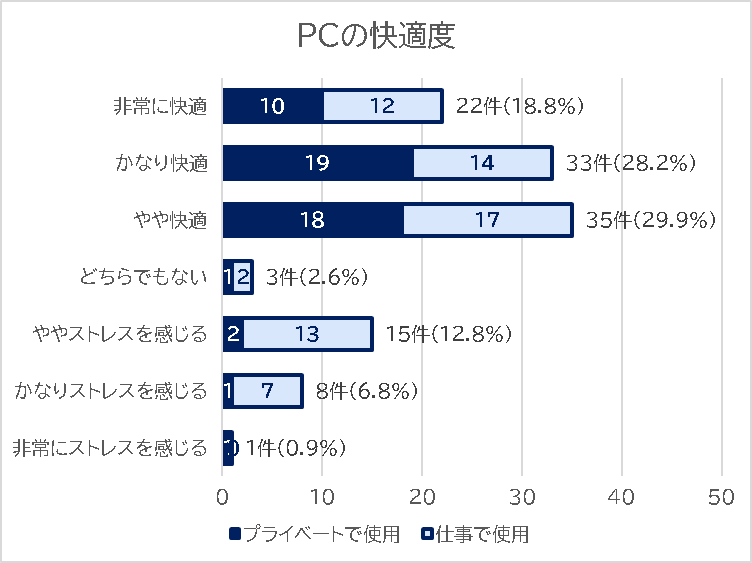 PCの快適度
非常に快適 10 12 22件(18.8%)
かなり快適 19 14 33件(28.2%)
やや快適 18 17 35件(29.9%)
どちらでもない 1 2 3件(2.6%)
ややストレスを感じる 2 13 15件(12.8%)
かなりストレスを感じる 1 7 8件(6.8%)
非常にストレスを感じる 1 0 1件(0.9%)
0 10 20 30 40 50
プライベートで使用 仕事で使用